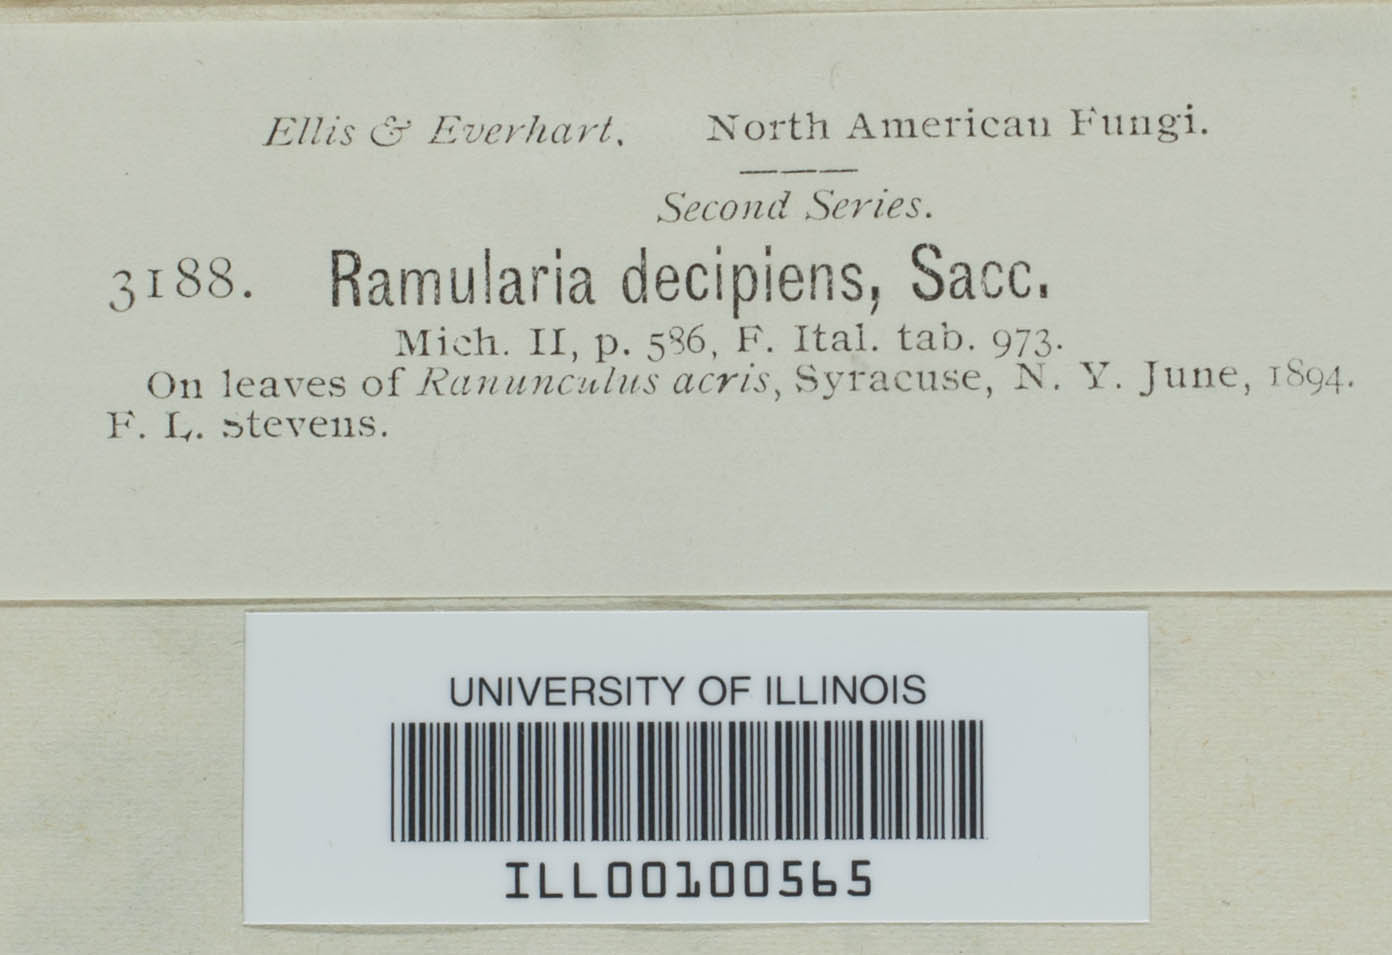 Ellis & Everhart. North American Fungi.
Second Series.
3188. Ramularia decipiens, Sacc.
Mich. II, p. 586, F. Ital. tab. 973.
On leaves of Ranunculus acris, Syracuse, N. Y. June, 1894.
F. L. Stevens.
UNIVERSITY OF ILLINOIS
ILL00100565